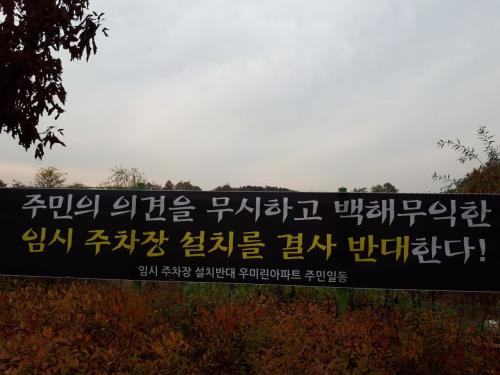 주민의 의견을 무시하고 백해무익한
임시 주차장 설치를 결사 반대한다!
임시 주차장 설치반대 우미린아파트 주민일동